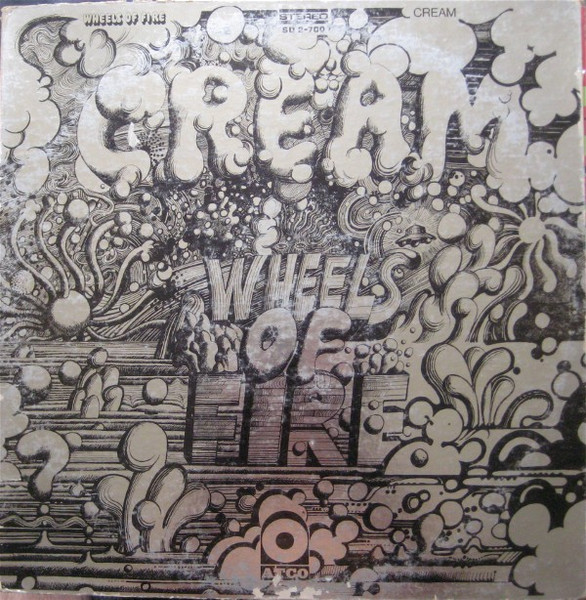 WHEELS OF FIRE
STEREO
SD 2-700
CREAM
CREAM
WHEELS
OF
FIRE
ATCO